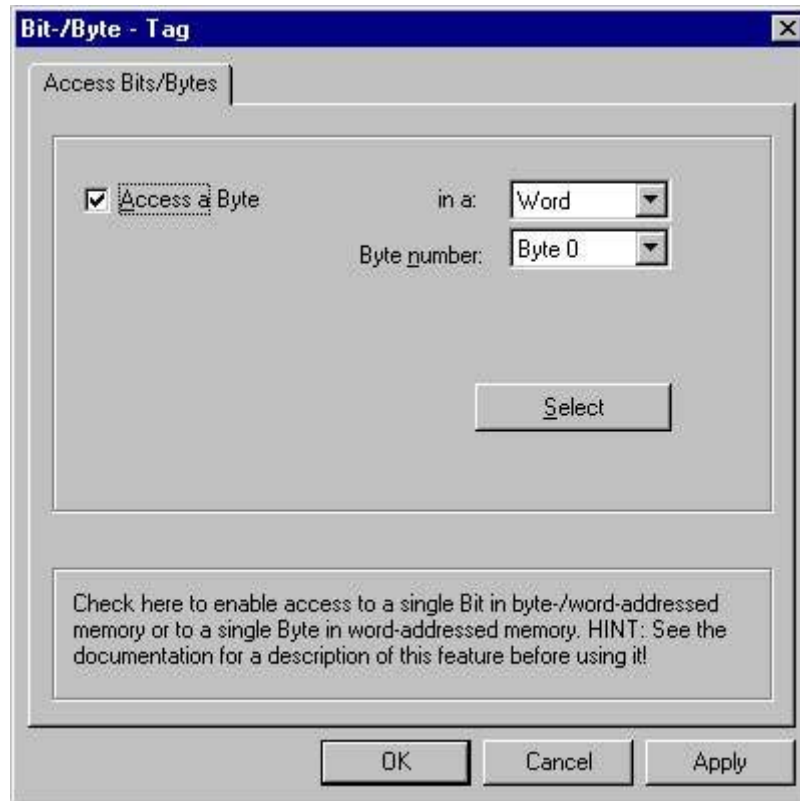 Bit-/Byte - Tag
Access Bits/Bytes
Access a Byte in a: Word
Byte number: Byte 0
Select
Check here to enable access to a single Bit in byte-/word-addressed
memory or to a single Byte in word-addressed memory. HINT: See the
documentation for a description of this feature before using it!
OK Cancel Apply